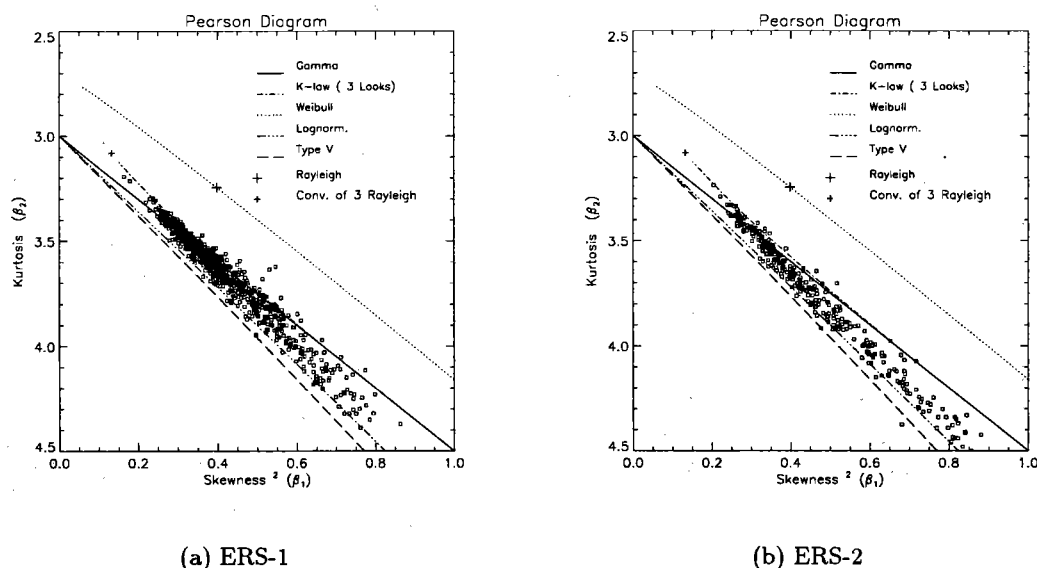 Pearson Diagram
2.5
3.0
3.5
4.0
4.5
Kurtosis (β₂)
0.0 0.2 0.4 0.6 0.8 1.0
Skewness ² (β₁)
Gamma
K-law ( 3 Looks)
Weibull
Lognorm.
Type V
Rayleigh
Conv. of 3 Rayleigh
(a) ERS-1
Pearson Diagram
2.5
3.0
3.5
4.0
4.5
Kurtosis (β₂)
0.0 0.2 0.4 0.6 0.8 1.0
Skewness ² (β₁)
Gamma
K-law ( 3 Looks)
Weibull
Lognorm.
Type V
Rayleigh
Conv. of 3 Rayleigh
(b) ERS-2